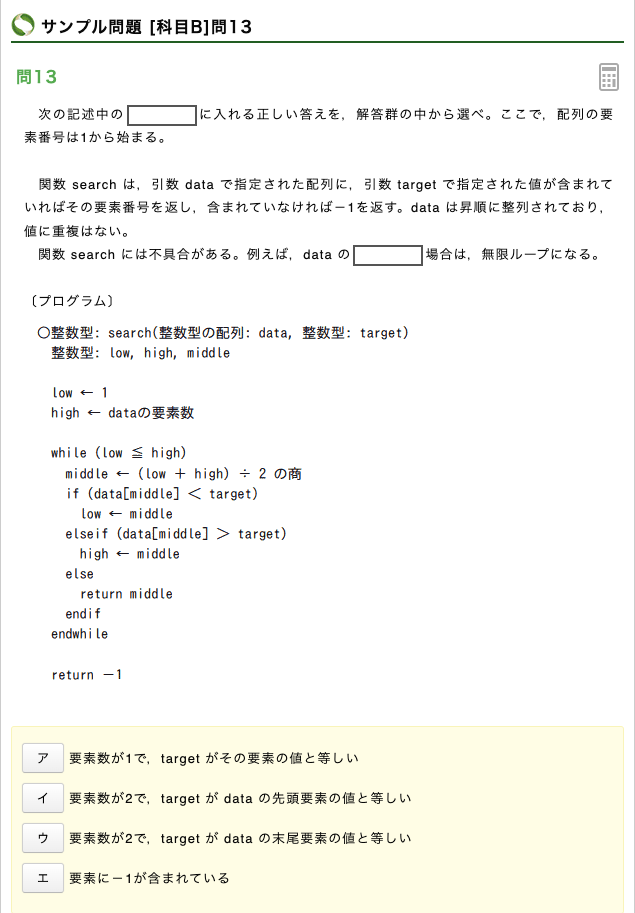 サンプル問題 [科目B]問13
問13
次の記述中の に入れる正しい答えを，解答群の中から選べ。ここで，配列の要
素番号は1から始まる。
関数 search は，引数 data で指定された配列に，引数 target で指定された値が含まれて
いればその要素番号を返し，含まれていなければ－1を返す。data は昇順に整列されており，
値に重複はない。
関数 search には不具合がある。例えば，data の 場合は，無限ループになる。
〔プログラム〕
○整数型: search(整数型の配列: data, 整数型: target)
整数型: low, high, middle
low ← 1
high ← dataの要素数
while (low ≦ high)
middle ← (low ＋ high) ÷ 2 の商
if (data[middle] ＜ target)
low ← middle
elseif (data[middle] ＞ target)
high ← middle
else
return middle
endif
endwhile
return －1
ア 要素数が1で，target がその要素の値と等しい
イ 要素数が2で，target が data の先頭要素の値と等しい
ウ 要素数が2で，target が data の末尾要素の値と等しい
エ 要素に－1が含まれている